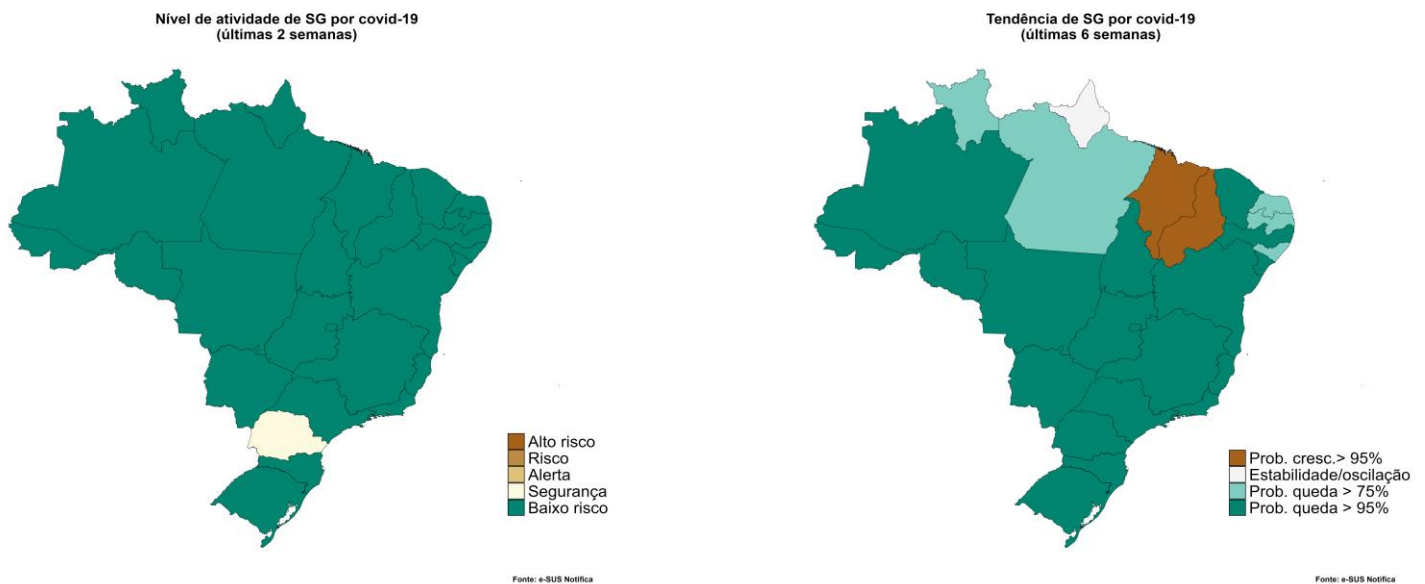 Nível de atividade de SG por covid-19
(últimas 2 semanas)
Alto risco
Risco
Alerta
Segurança
Baixo risco
Fonte: e-SUS Notifica
Tendência de SG por covid-19
(últimas 6 semanas)
Prob. cresc.> 95%
Estabilidade/oscilação
Prob. queda > 75%
Prob. queda > 95%
Fonte: e-SUS Notifica